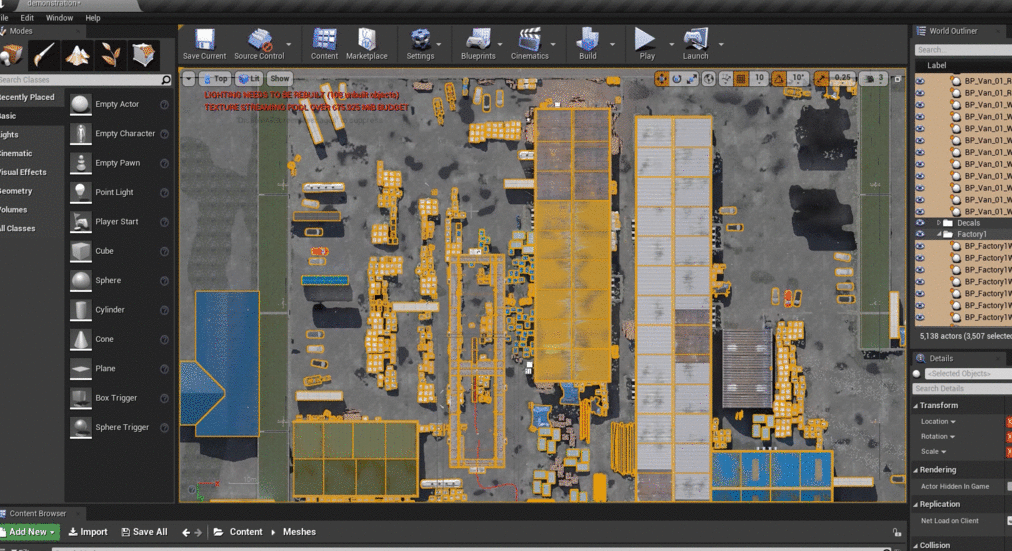 demonstration*
File Edit Window Help
Modes
Search Classes
Recently Placed
Basic
Lights
Cinematic
Visual Effects
Geometry
Volumes
All Classes
Empty Actor
Empty Character
Empty Pawn
Point Light
Player Start
Cube
Sphere
Cylinder
Cone
Plane
Box Trigger
Sphere Trigger
Save Current Source Control Content Marketplace Settings Blueprints Cinematics Build Play Launch
Top Lit Show 10 10° 0.25 3
LIGHTING NEEDS TO BE REBUILT (108 unbuilt objects)
TEXTURE STREAMING POOL OVER 675.925 MB BUDGET
World Outliner
Search...
Label
BP_Van_01_R
BP_Van_01_R
BP_Van_01_R
BP_Van_01_W
BP_Van_01_W
BP_Van_01_W
BP_Van_01_W
BP_Van_01_W
BP_Van_01_W
BP_Van_01_W
BP_Van_01_W
BP_Van_01_W
Decals
Factory1
BP_Factory1W
BP_Factory1W
BP_Factory1W
BP_Factory1W
BP_Factory1W
BP_Factory1W
BP_Factory1W
5,138 actors (3,507 selected
Details
<Selected Objects>
Search Details
Transform
Location
Rotation
Scale
Rendering
Actor Hidden In Game
Replication
Net Load on Client
Collision
Content Browser
Add New Import Save All Content Meshes